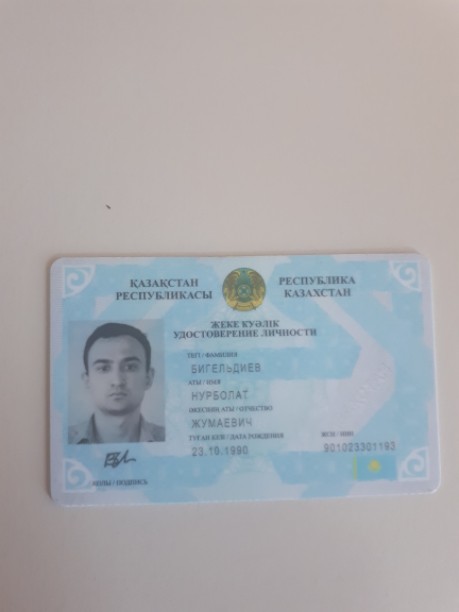 ҚАЗАҚСТАН РЕСПУБЛИКАСЫ
РЕСПУБЛИКА КАЗАХСТАН
ЖЕКЕ КУӘЛІК
УДОСТОВЕРЕНИЕ ЛИЧНОСТИ
ТЕГІ / ФАМИЛИЯ
БИГЕЛЬДИЕВ
АТЫ / ИМЯ
НУРБОЛАТ
ӘКЕСІНІҢ АТЫ / ОТЧЕСТВО
ЖУМАЕВИЧ
ТУҒАН КҮНІ / ДАТА РОЖДЕНИЯ
23.10.1990
ЖСН / ИИН
901023301193
ҚОЛЫ / ПОДПИСЬ